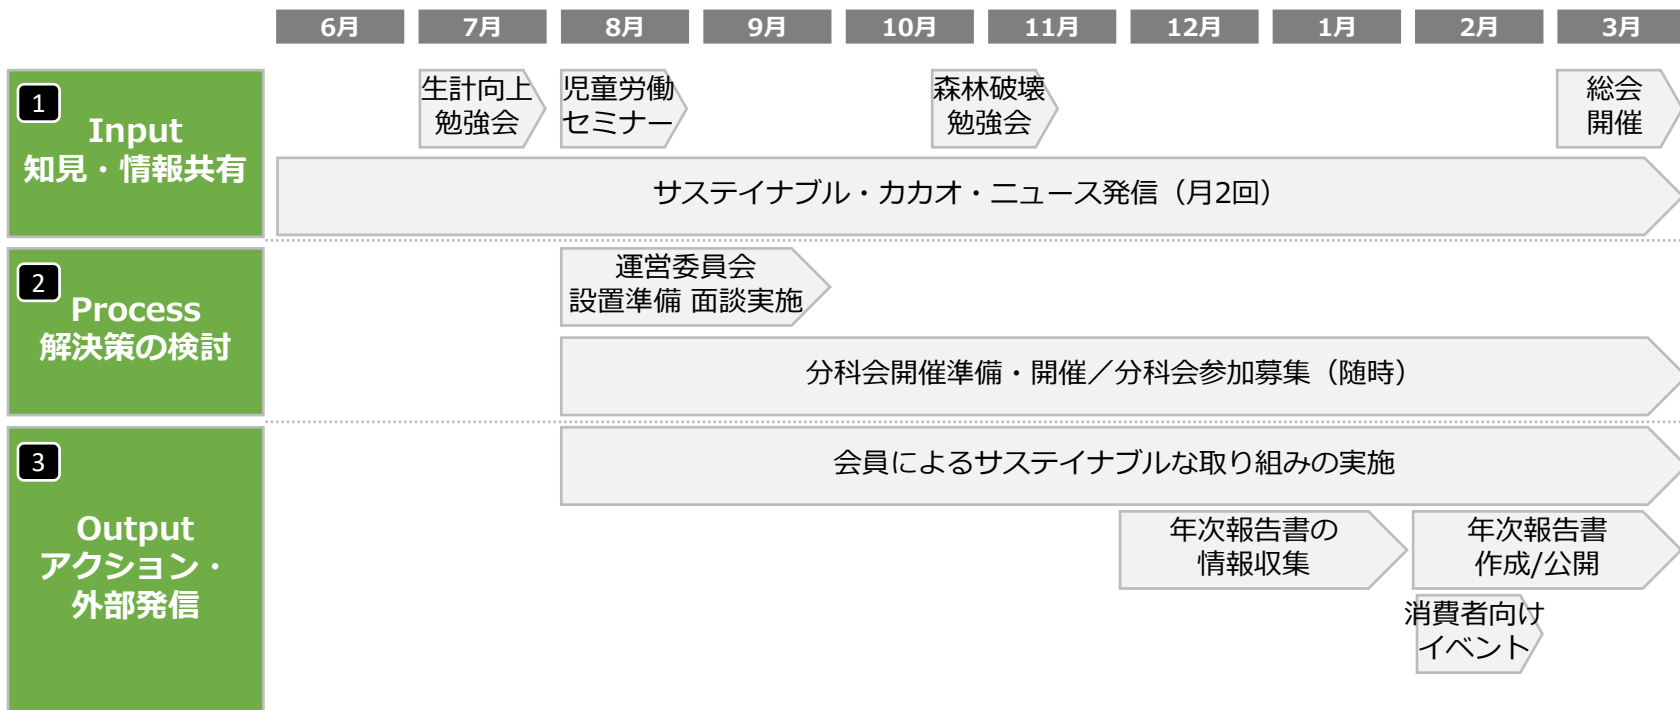 6月 7月 8月 9月 10月 11月 12月 1月 2月 3月
1
Input
知見・情報共有
生計向上
勉強会
児童労働
セミナー
森林破壊
勉強会
総会
開催
サステイナブル・カカオ・ニュース発信（月2回）
2
Process
解決策の検討
運営委員会
設置準備 面談実施
分科会開催準備・開催／分科会参加募集（随時）
3
Output
アクション・
外部発信
会員によるサステイナブルな取り組みの実施
年次報告書の
情報収集
年次報告書
作成/公開
消費者向け
イベント